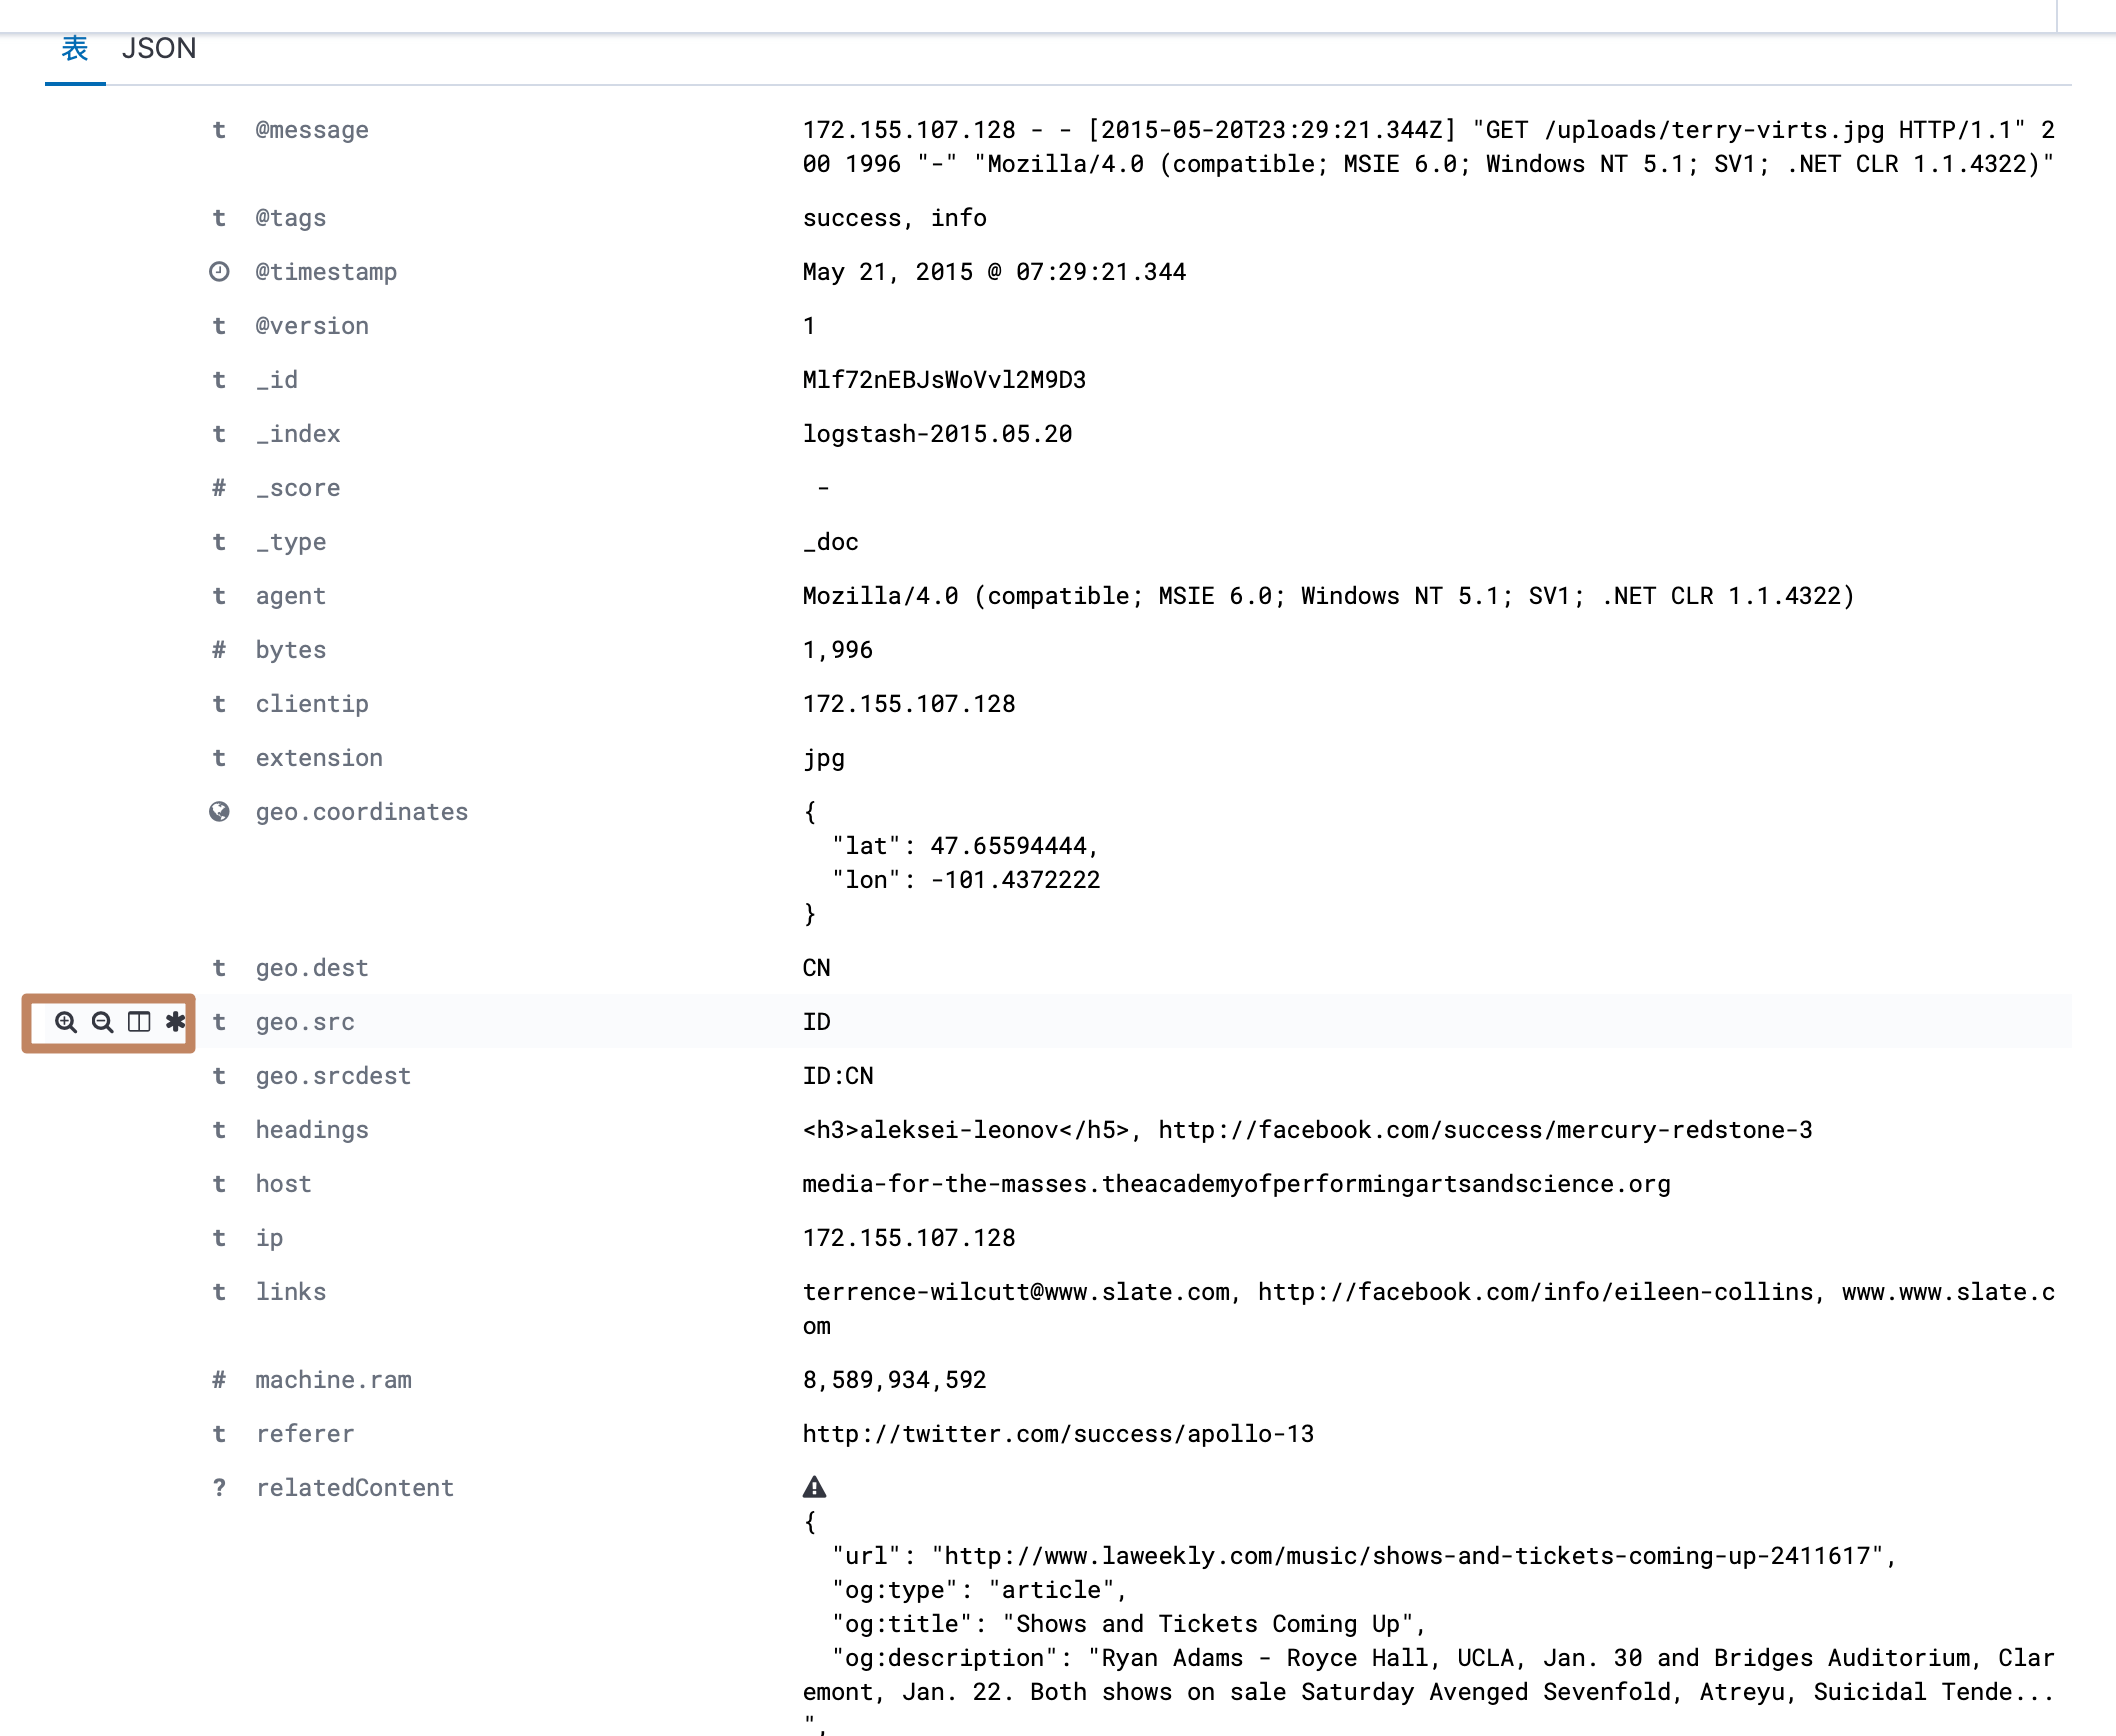 表 JSON
t @message 172.155.107.128 - - [2015-05-20T23:29:21.344Z] "GET /uploads/terry-virts.jpg HTTP/1.1" 2
00 1996 "-" "Mozilla/4.0 (compatible; MSIE 6.0; Windows NT 5.1; SV1; .NET CLR 1.1.4322)"
t @tags success, info
@timestamp May 21, 2015 @ 07:29:21.344
t @version 1
t _id Mlf72nEBJsWoVvl2M9D3
t _index logstash-2015.05.20
# _score -
t _type _doc
t agent Mozilla/4.0 (compatible; MSIE 6.0; Windows NT 5.1; SV1; .NET CLR 1.1.4322)
# bytes 1,996
t clientip 172.155.107.128
t extension jpg
geo.coordinates {
"lat": 47.65594444,
"lon": -101.4372222
}
t geo.dest CN
t geo.src ID
t geo.srcdest ID:CN
t headings <h3>aleksei-leonov</h5>, http://facebook.com/success/mercury-redstone-3
t host media-for-the-masses.theacademyofperformingartsandscience.org
t ip 172.155.107.128
t links terrence-wilcutt@www.slate.com, http://facebook.com/info/eileen-collins, www.www.slate.c
om
# machine.ram 8,589,934,592
t referer http://twitter.com/success/apollo-13
? relatedContent
{
"url": "http://www.laweekly.com/music/shows-and-tickets-coming-up-2411617",
"og:type": "article",
"og:title": "Shows and Tickets Coming Up",
"og:description": "Ryan Adams - Royce Hall, UCLA, Jan. 30 and Bridges Auditorium, Clar
emont, Jan. 22. Both shows on sale Saturday Avenged Sevenfold, Atreyu, Suicidal Tende...
",